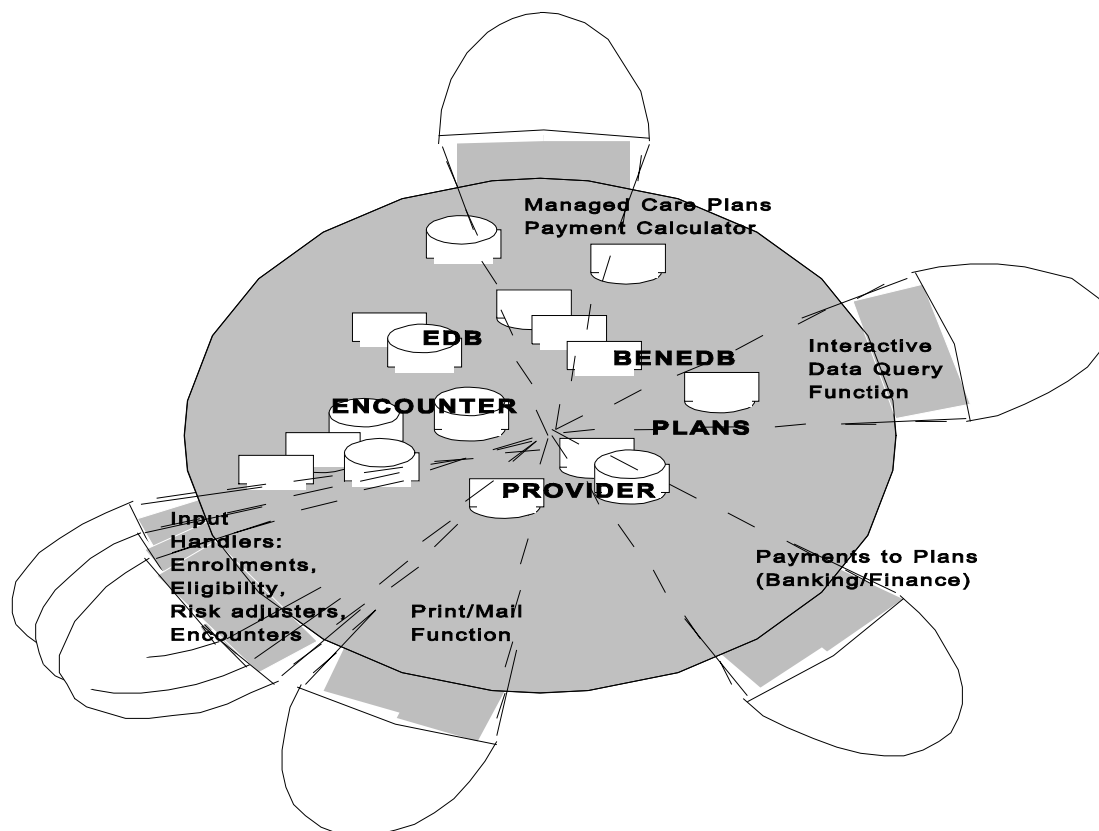 Managed Care Plans
Payment Calculator
EDB
BENEDB
Interactive
Data Query
Function
ENCOUNTER
PLANS
PROVIDER
Input
Handlers:
Enrollments,
Eligibility,
Risk adjusters,
Encounters
Payments to Plans
(Banking/Finance)
Print/Mail
Function